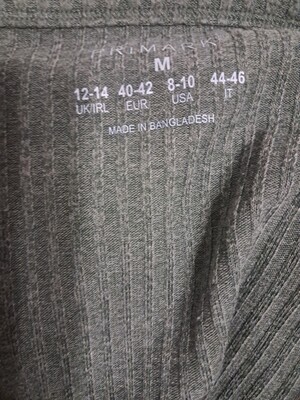 PRIMARK
M
12-14 40-42 8-10 44-46
UK/IRL EUR USA IT
MADE IN BANGLADESH